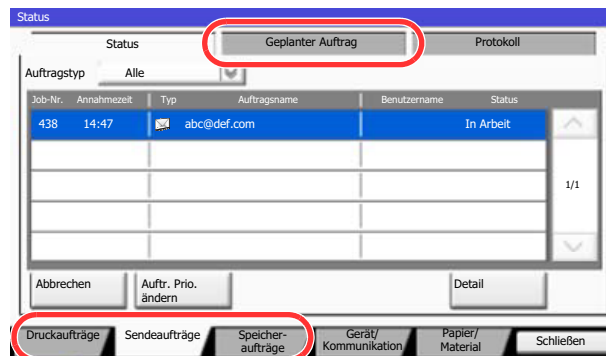 Status
Status Geplanter Auftrag Protokoll
Auftragstyp Alle
Job-Nr. Annahmezeit Typ Auftragsname Benutzername Status
438 14:47 abc@def.com In Arbeit
1/1
Abbrechen Auftr. Prio. Detail
ändern
Druckaufträge Sendeaufträge Speicher- Gerät/ Papier/ Schließen
aufträge Kommunikation Material